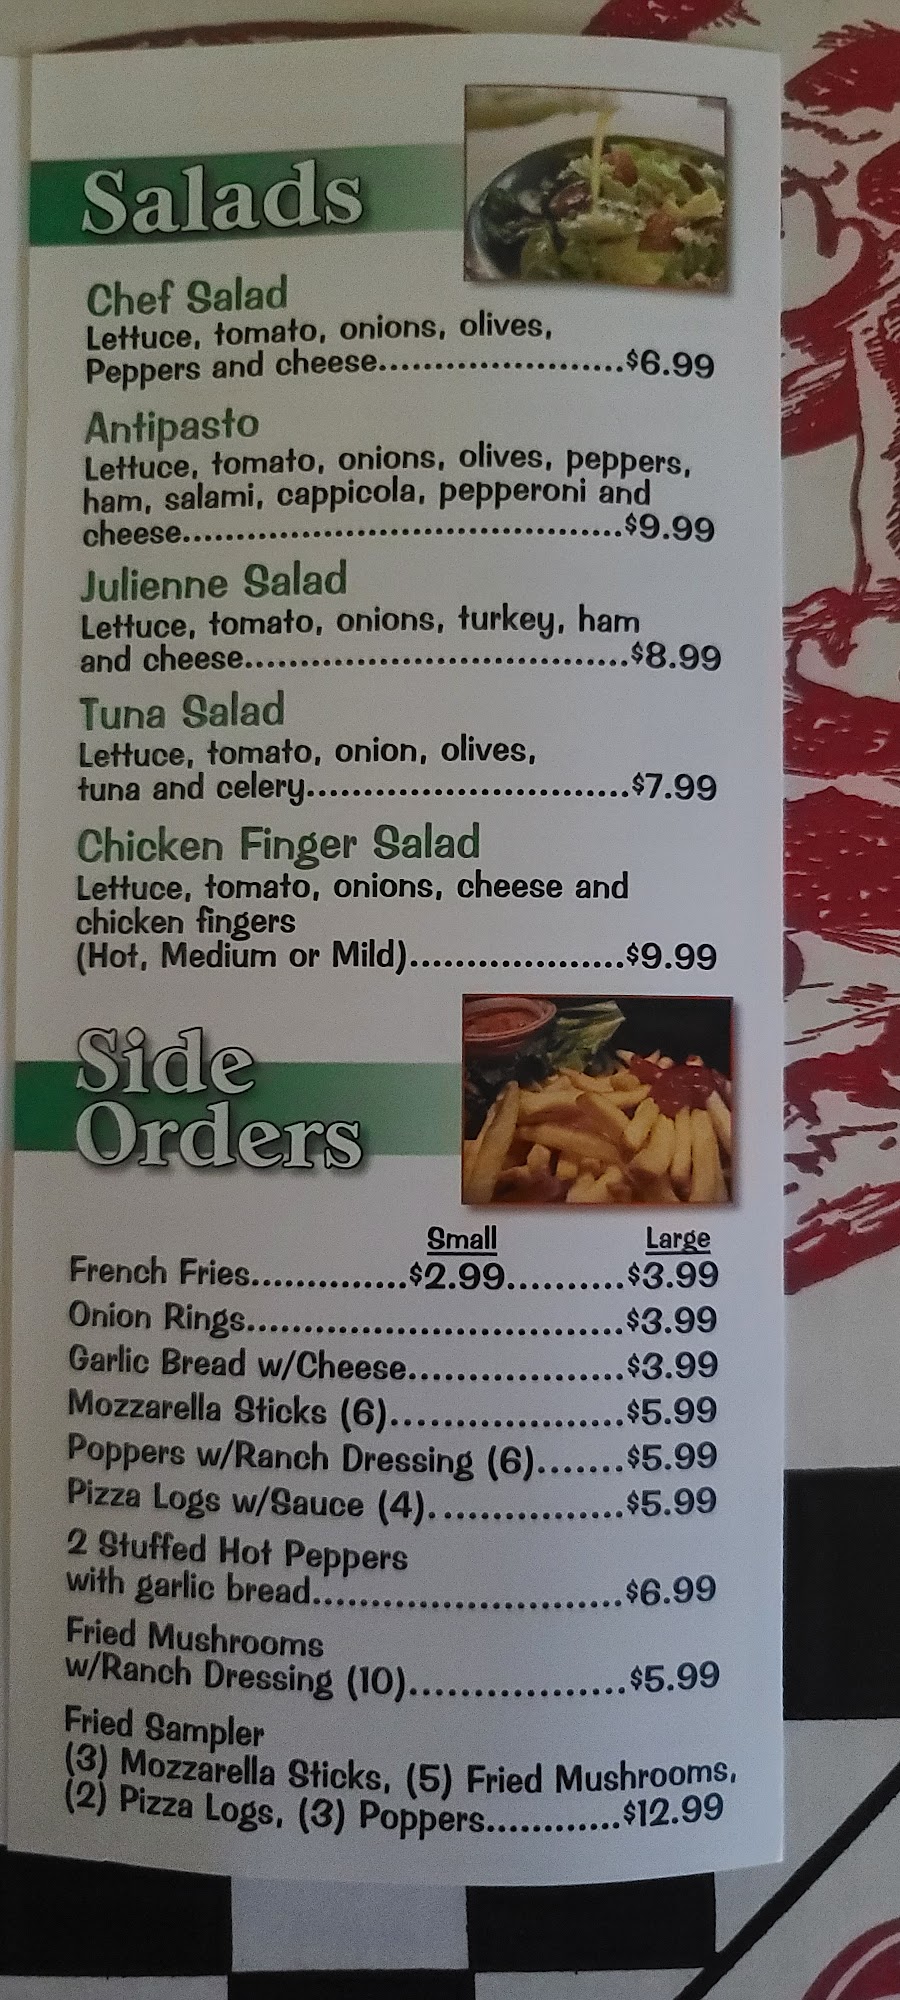 Salads
Chef Salad
Lettuce, tomato, onions, olives,
Peppers and cheese......................$6.99
Antipasto
Lettuce, tomato, onions, olives, peppers,
ham, salami, cappicola, pepperoni and
cheese.........................................$9.99
Julienne Salad
Lettuce, tomato, onions, turkey, ham
and cheese..................................$8.99
Tuna Salad
Lettuce, tomato, onion, olives,
tuna and celery............................$7.99
Chicken Finger Salad
Lettuce, tomato, onions, cheese and
chicken fingers
(Hot, Medium or Mild)...................$9.99
Side
Orders
Small Large
French Fries..............$2.99..........$3.99
Onion Rings..................................$3.99
Garlic Bread w/Cheese...................$3.99
Mozzarella Sticks (6).....................$5.99
Poppers w/Ranch Dressing (6).......$5.99
Pizza Logs w/Sauce (4).................$5.99
2 Stuffed Hot Peppers
with garlic bread...........................$6.99
Fried Mushrooms
w/Ranch Dressing (10)..................$5.99
Fried Sampler
(3) Mozzarella Sticks, (5) Fried Mushrooms,
(2) Pizza Logs, (3) Poppers............$12.99